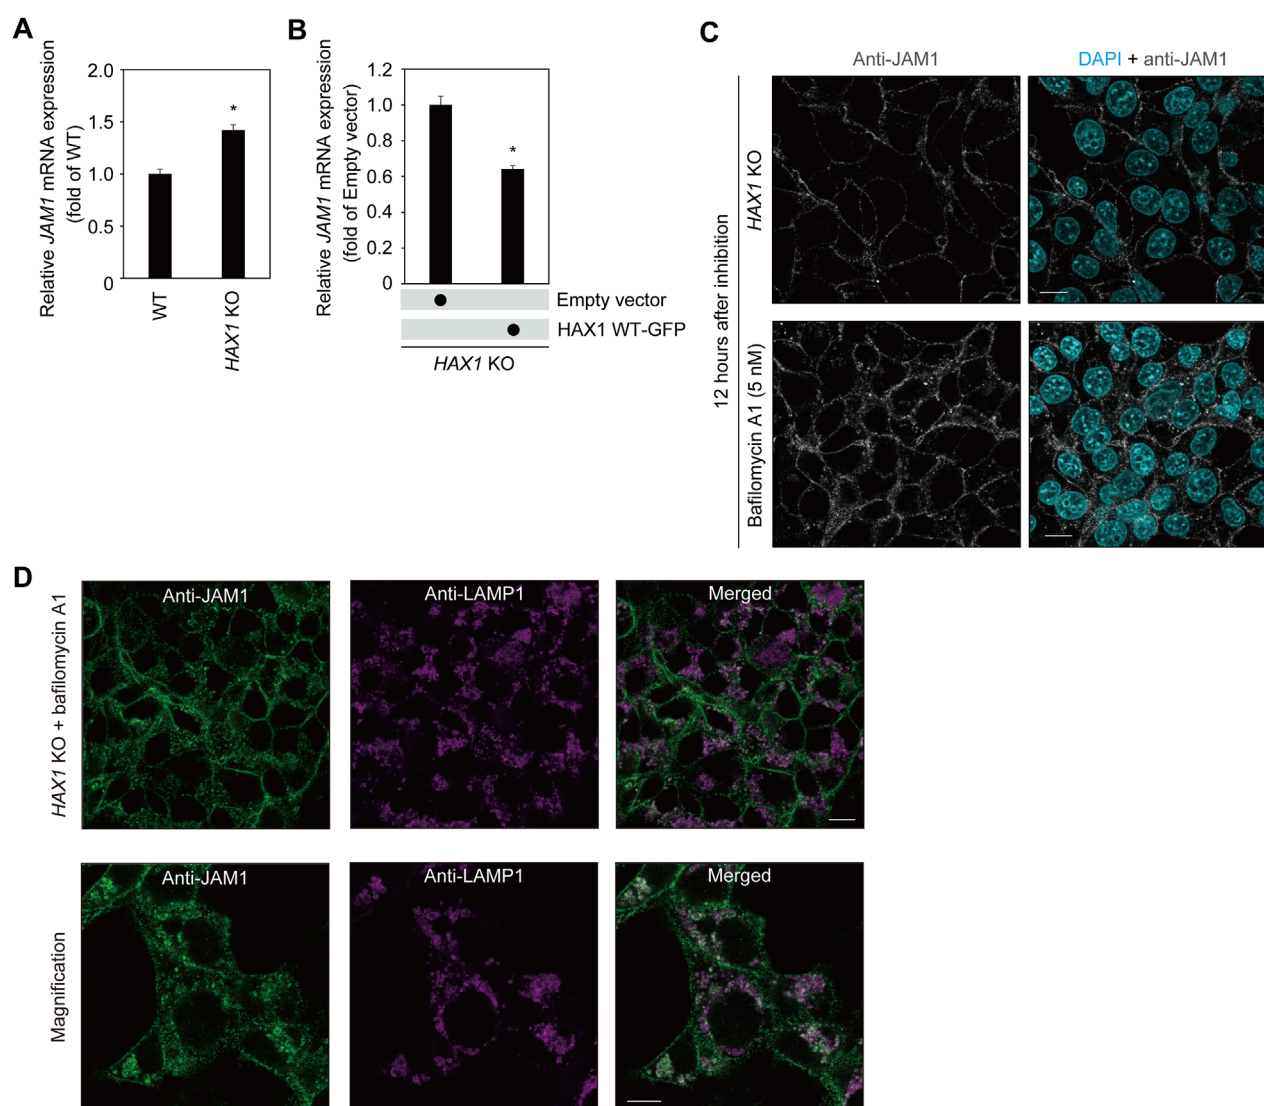 A
Relative JAM1 mRNA expression
(fold of WT)
2.0
1.5
1.0
0.5
0
*
WT
HAX1 KO
B
Relative JAM1 mRNA expression
(fold of Empty vector)
1.2
1.0
0.8
0.6
0.4
0.2
0
*
Empty vector
HAX1 WT-GFP
HAX1 KO
C
Anti-JAM1
DAPI + anti-JAM1
12 hours after inhibition
HAX1 KO
Bafilomycin A1 (5 nM)
D
HAX1 KO + bafilomycin A1
Anti-JAM1
Anti-LAMP1
Merged
Magnification
Anti-JAM1
Anti-LAMP1
Merged